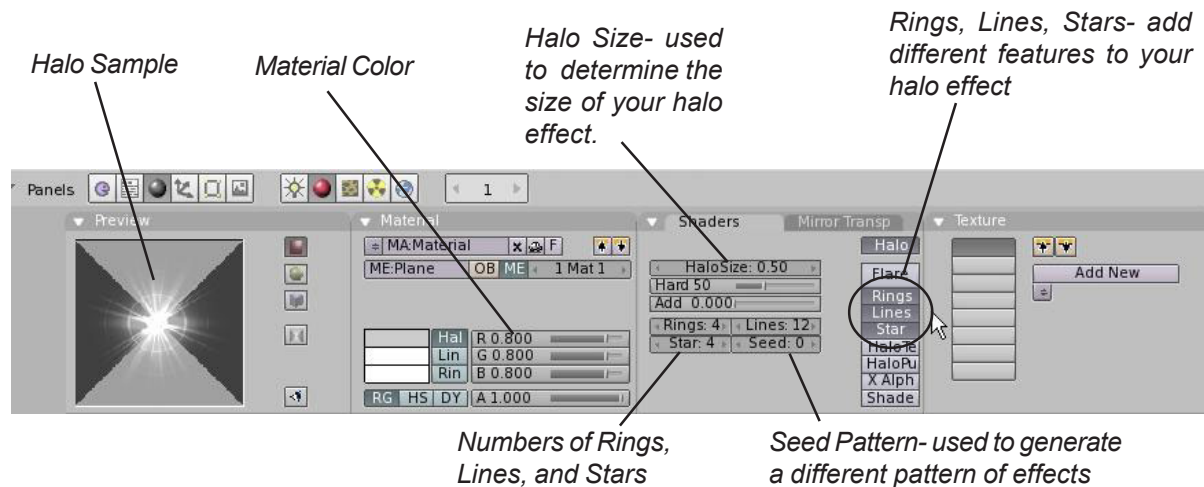 Halo Sample
Material Color
Halo Size- used
to determine the
size of your halo
effect.
Rings, Lines, Stars- add
different features to your
halo effect
Panels
1
Preview
Material
MA:Material
F
ME:Plane
OB ME
1 Mat 1
Hal
R 0.800
Lin
G 0.800
Rin
B 0.800
RG HS DY
A 1.000
Shaders
Mirror Transp
HaloSize: 0.50
Hard 50
Add 0.000
Rings: 4
Lines: 12
Star: 4
Seed: 0
Halo
Flare
Rings
Lines
Star
HaloTe
HaloPu
X Alph
Shade
Texture
Add New
Numbers of Rings,
Lines, and Stars
Seed Pattern- used to generate
a different pattern of effects